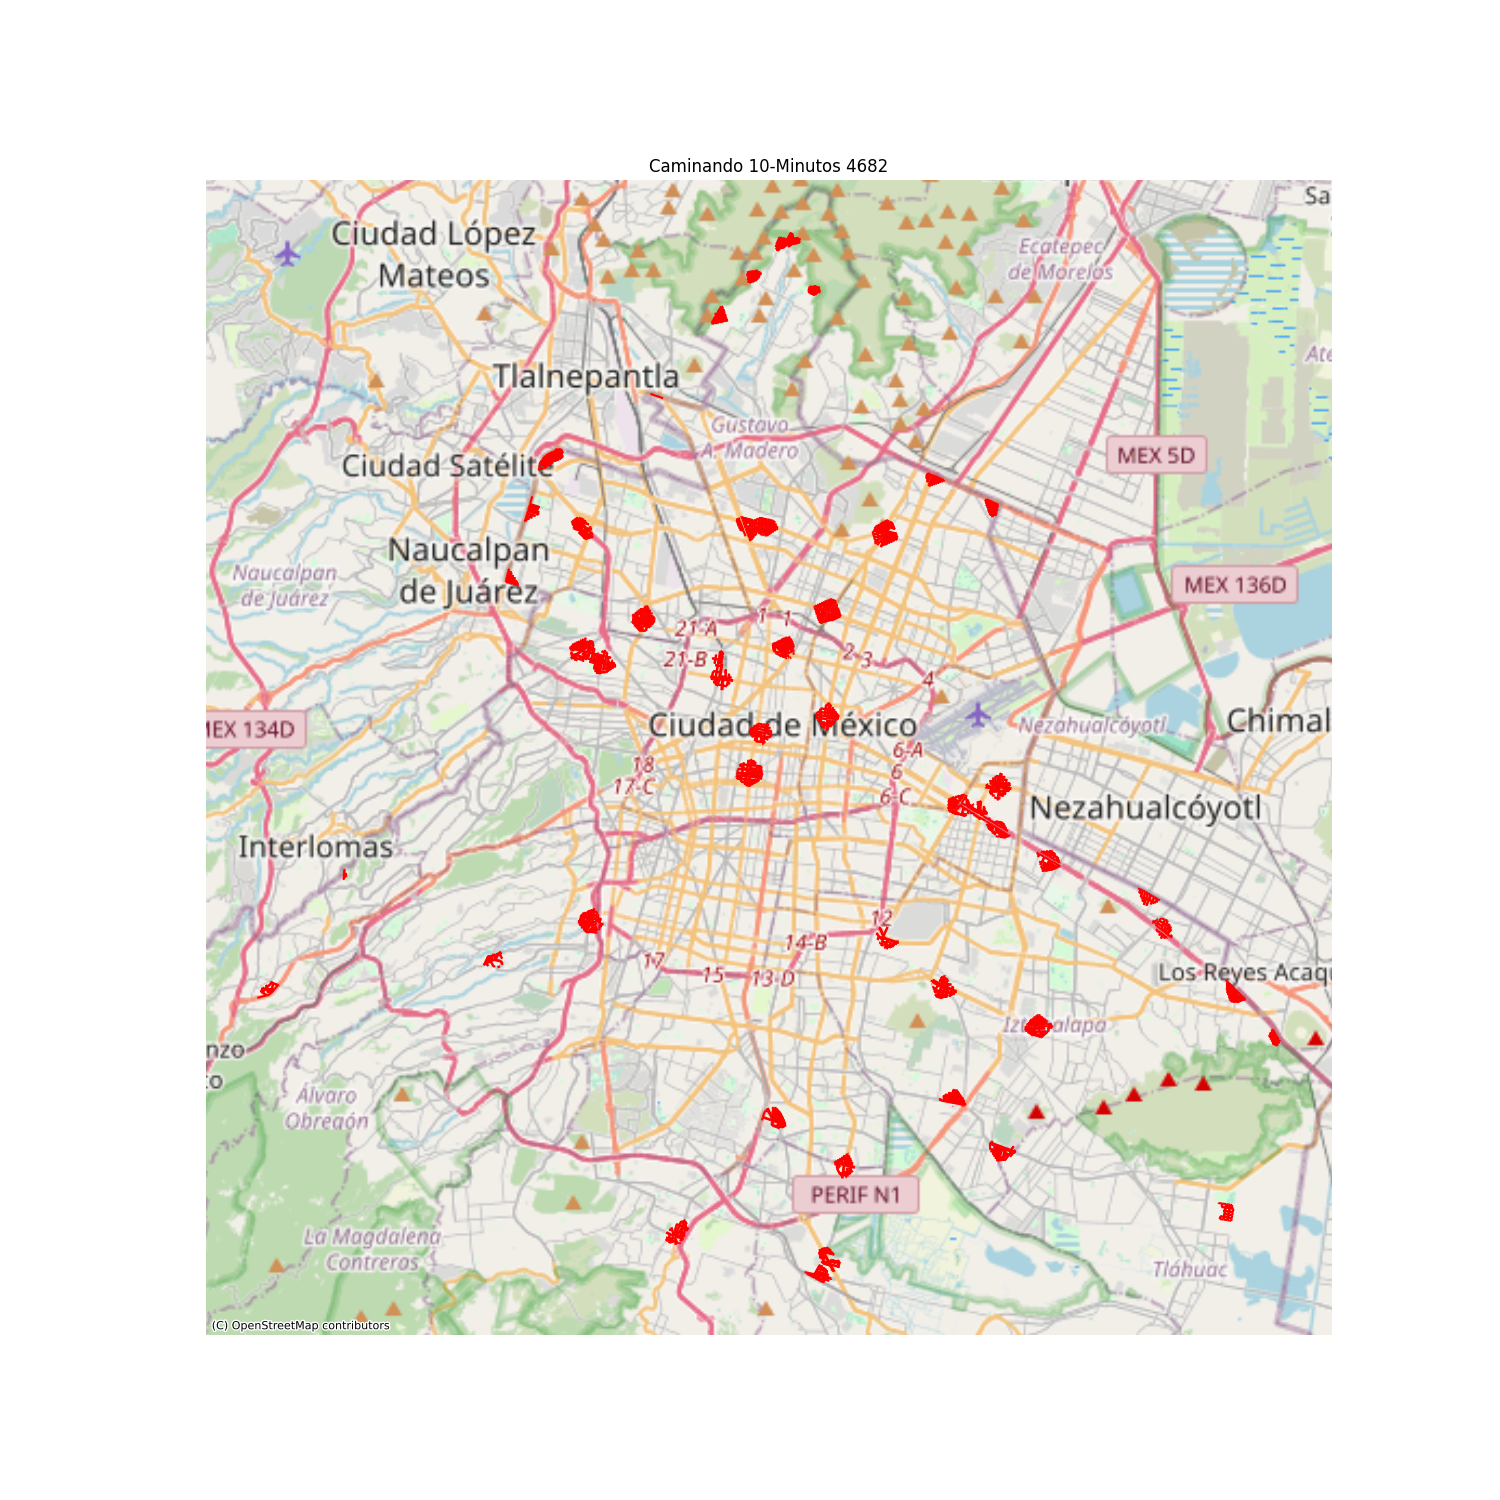 Caminando 10-Minutos 4682
Sa
Ciudad López
Mateos
Ecatepec
de Morelos
Ate
Tlalnepantla
Gustavo
A. Madero
MEX 5D
Ciudad Satélite
Naucalpan
de Juárez
Naucalpan
de Juárez
MEX 136D
1
1
21-A
21-B
2
3
4
MEX 134D
Ciudad de México
Nezahualcóyotl
Chimal
6-A
18
6
17-C
6-C
Nezahualcóyotl
Interlomas
12
14-B
17
15
13-D
Los Reyes Acaq
nzo
co
Álvaro
Obregón
PERIF N1
La Magdalena
Contreras
Tláhuac
(C) OpenStreetMap contributors